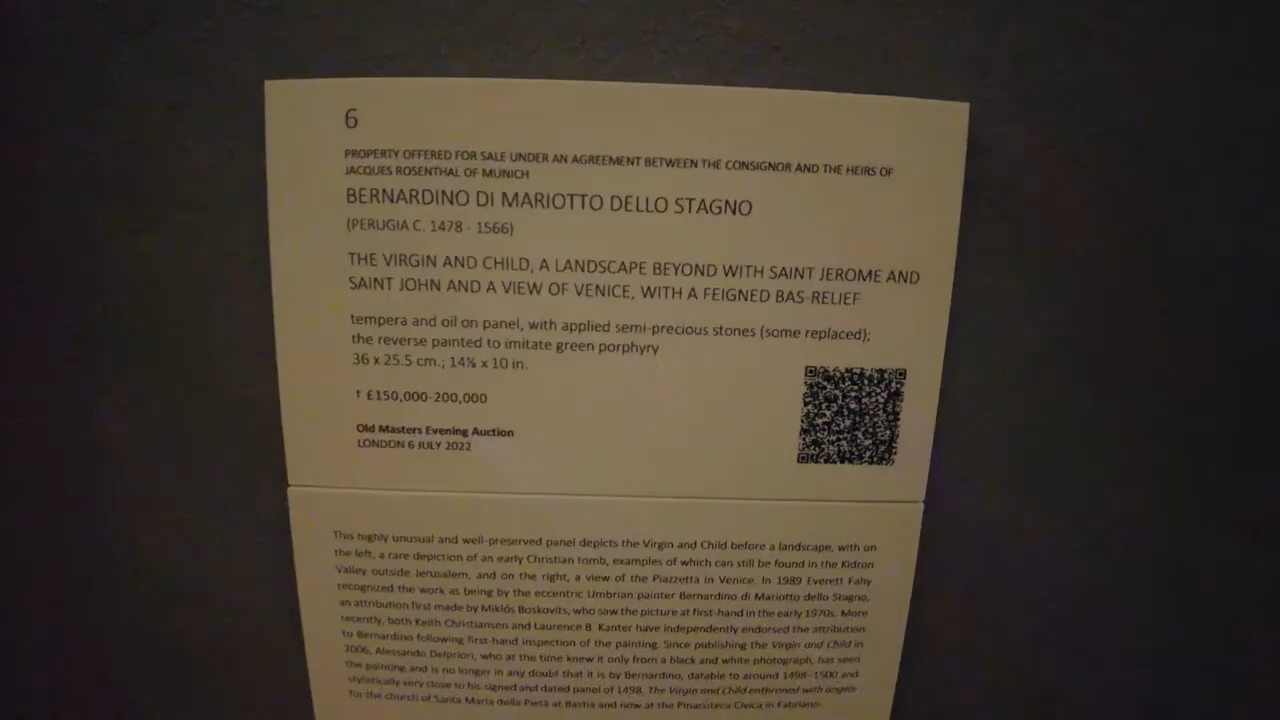 6
PROPERTY OFFERED FOR SALE UNDER AN AGREEMENT BETWEEN THE CONSIGNOR AND THE HEIRS OF
JACQUES ROSENTHAL OF MUNICH
BERNARDINO DI MARIOTTO DELLO STAGNO
(PERUGIA C. 1478 - 1566)
THE VIRGIN AND CHILD, A LANDSCAPE BEYOND WITH SAINT JEROME AND
SAINT JOHN AND A VIEW OF VENICE, WITH A FEIGNED BAS-RELIEF
tempera and oil on panel, with applied semi-precious stones (some replaced);
the reverse painted to imitate green porphyry
36 x 25.5 cm.; x 10 in.
† £150,000-200,000
Old Masters Evening Auction
LONDON 6 JULY 2022
This highly unusual and well-preserved panel depicts the Virgin and Child before a landscape, with on
the left, a rare depiction of an early Christian tomb, examples of which can still be found in the Kidron
Valley outside Jerusalem, and on the right, a view of the Piazzetta in Venice. In 1989 Everett Fahy
recognized the work as being by the eccentric Umbrian painter Bernardino di Mariotto dello Stagno,
an attribution first made by Miklós Boskovits, who saw the picture at first-hand in the early 1970s. More
recently, both Keith Christiansen and Laurence B. Kanter have independently endorsed the attribution
to Bernardino following first-hand inspection of the painting. Since publishing the Virgin and Child in
2006, Alessandro Delpriori, who at the time knew it only from a black and white photograph, has seen
the painting and is no longer in any doubt that it is by Bernardino, datable to around 1498–1500 and
stylistically very close to his signed and dated panel of 1498, The Virgin and Child enthroned with angels
for the church of Santa Maria della Pietà at Bastia and now at the Pinacoteca Civica in Fabriano.